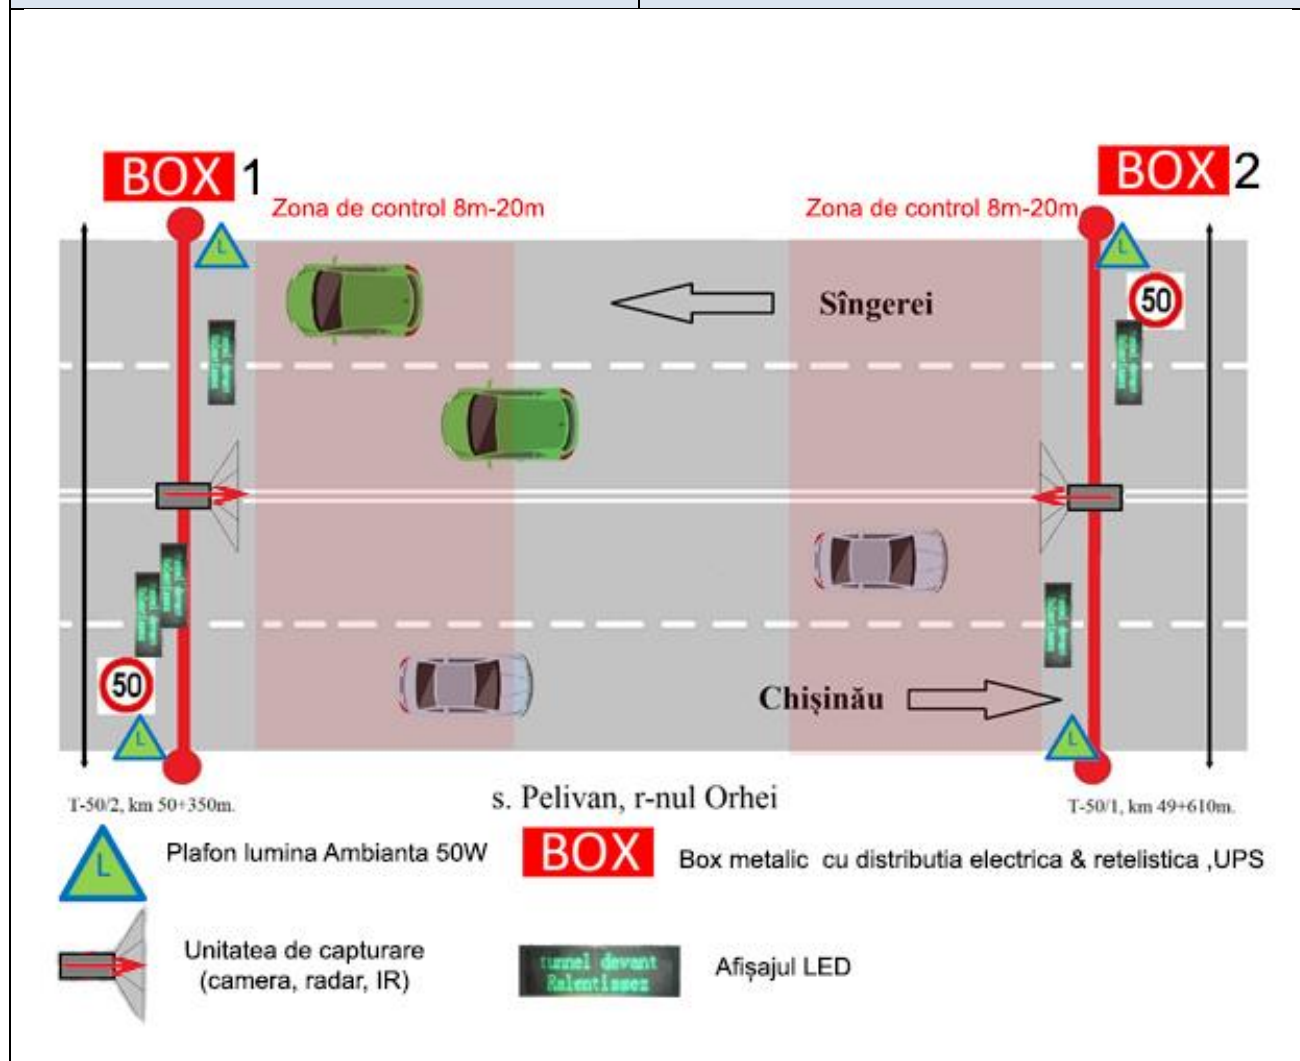 BOX 1
BOX 2
Zona de control 8m-20m
Zona de control 8m-20m
L
L
50
Sîngerei
50
Chișinău
L
L
s. Pelivan, r-nul Orhei
T-50/2, km 50+350m.
T-50/1, km 49+610m.
L
Plafon lumina Ambianta 50W
BOX
Box metalic cu distributia electrica & retelistica ,UPS
Unitatea de capturare
(camera, radar, IR)
tunnel devant
Ralentissez
Afișajul LED